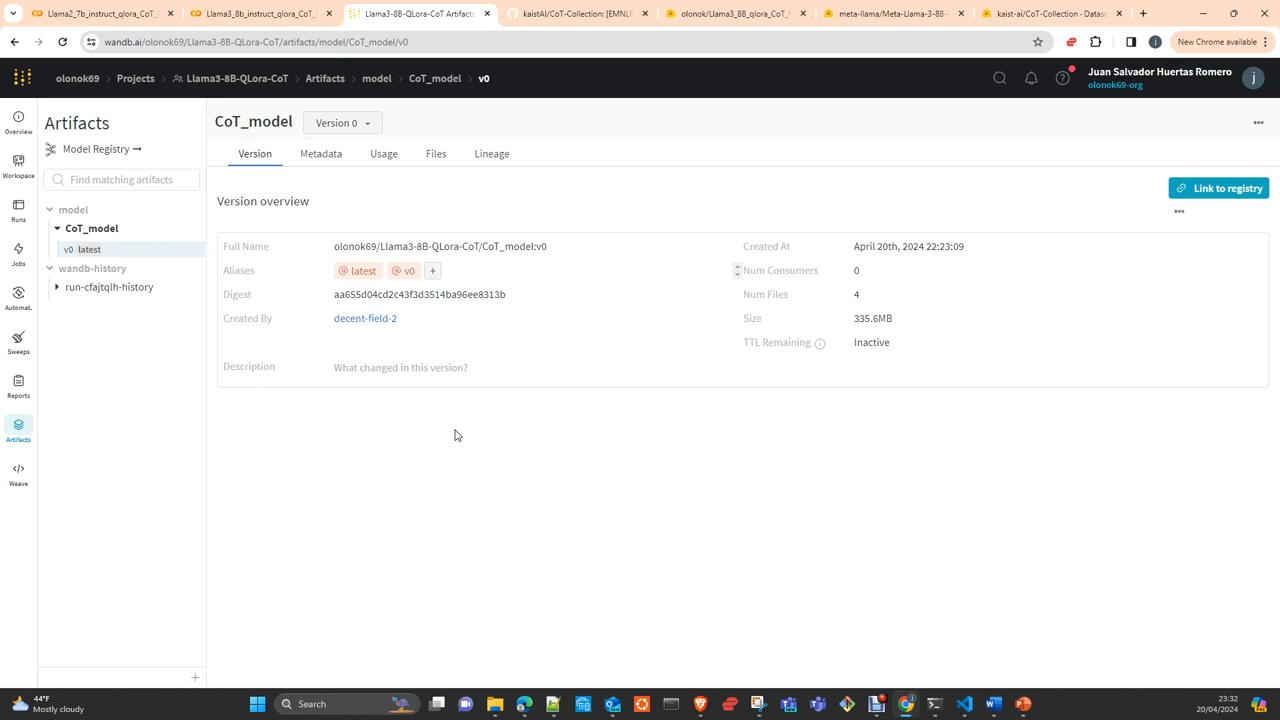 Llama2_7b_instruct_qlora_CoT_l
Llama3_8b_instruct_qlora_CoT_l
Llama3-8B-QLora-CoT Artifacts
kaistAI/CoT-Collection: [EMNL
olonok/Llama3_8B_qlora_CoT_F
meta-llama/Meta-Llama-3-8B-
kaist-ai/CoT-Collection · Datase
wandb.ai/olonok69/Llama3-8B-QLora-CoT/artifacts/model/CoT_model/v0
New Chrome available
olonok69 > Projects > Llama3-8B-QLora-CoT > Artifacts > model > CoT_model > v0
Juan Salvador Huertas Romero
olonok69-org
j
Overview
Workspace
Runs
Jobs
Automat.
Sweeps
Reports
Artifacts
Weave
Artifacts
Model Registry
Find matching artifacts
model
CoT_model
v0 latest
wandb-history
run-cfajtqlh-history
CoT_model Version 0
Version Metadata Usage Files Lineage
Link to registry
Version overview
Full Name olonok69/Llama3-8B-QLora-CoT/CoT_model:v0
Created At April 20th, 2024 22:23:09
Aliases @ latest @ v0 +
Num Consumers 0
Digest aa655d04cd2c43f3d3514ba96ee8313b
Num Files 4
Created By decent-field-2
Size 335.6MB
TTL Remaining Inactive
Description What changed in this version?
44°F
Mostly cloudy
Search
23:32
20/04/2024